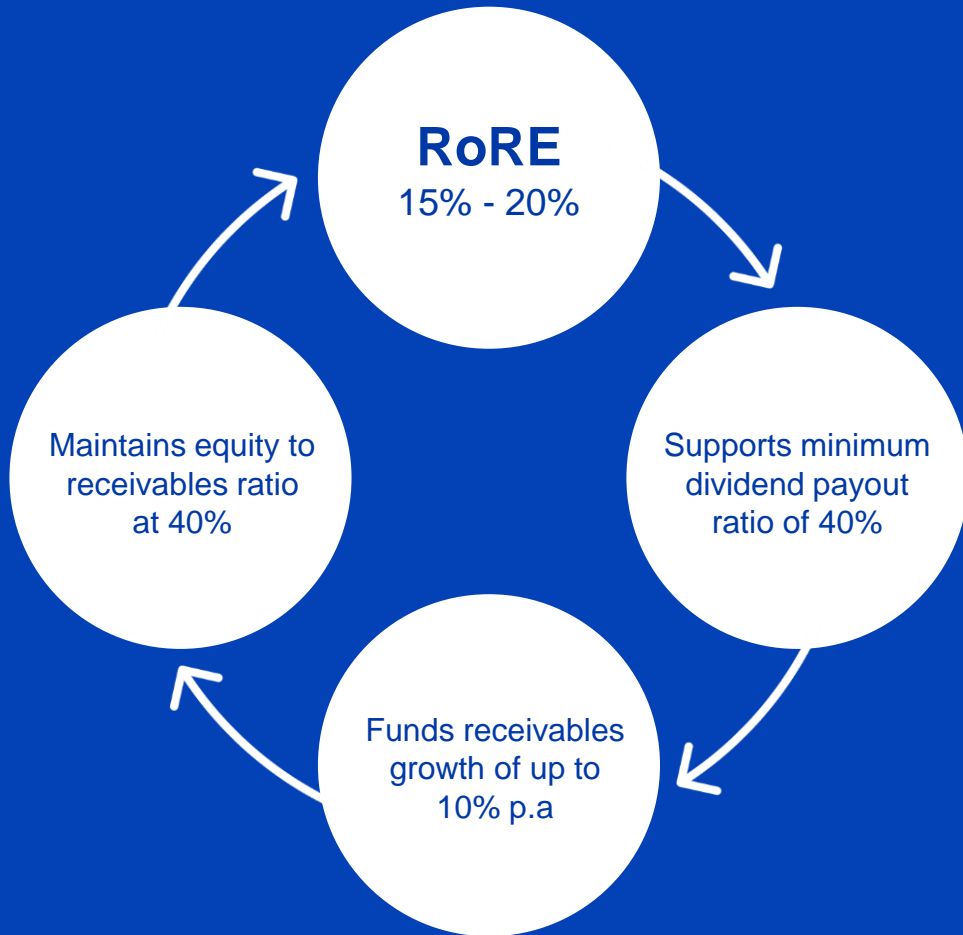 RoRE
15% - 20%
Supports minimum
dividend payout
ratio of 40%
Funds receivables
growth of up to
10% p.a
Maintains equity to
receivables ratio
at 40%